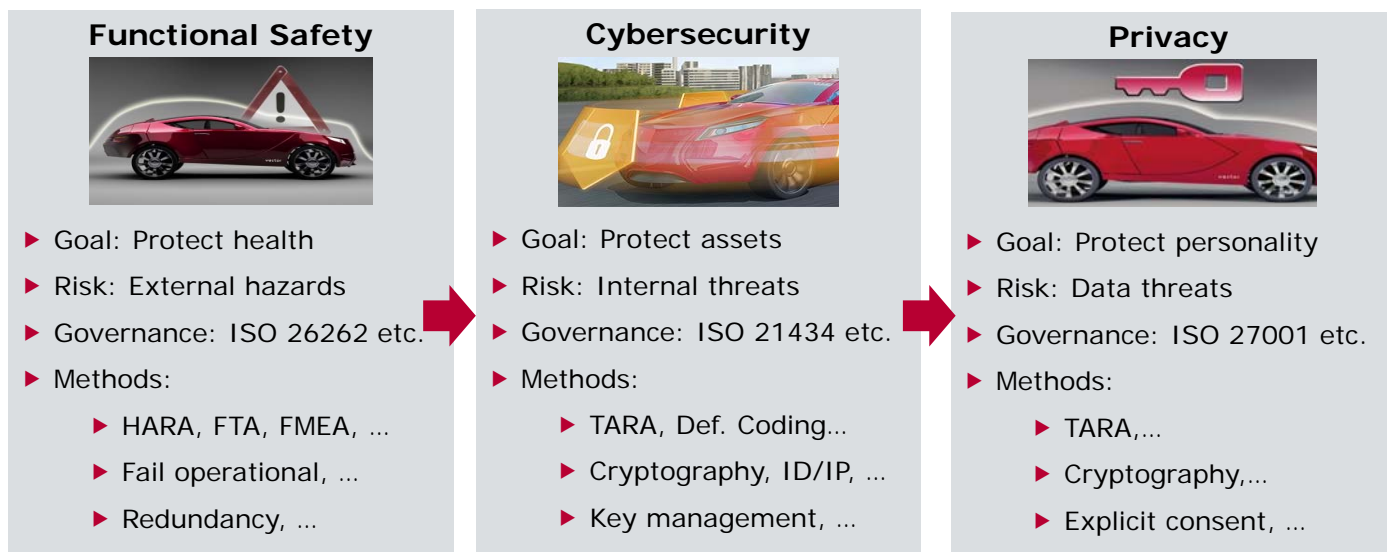 Functional Safety
vector
▶ Goal: Protect health
▶ Risk: External hazards
▶ Governance: ISO 26262 etc.
▶ Methods:
▶ HARA, FTA, FMEA, …
▶ Fail operational, …
▶ Redundancy, …
Cybersecurity
▶ Goal: Protect assets
▶ Risk: Internal threats
▶ Governance: ISO 21434 etc.
▶ Methods:
▶ TARA, Def. Coding…
▶ Cryptography, ID/IP, …
▶ Key management, …
Privacy
vector
▶ Goal: Protect personality
▶ Risk: Data threats
▶ Governance: ISO 27001 etc.
▶ Methods:
▶ TARA,…
▶ Cryptography,…
▶ Explicit consent, …